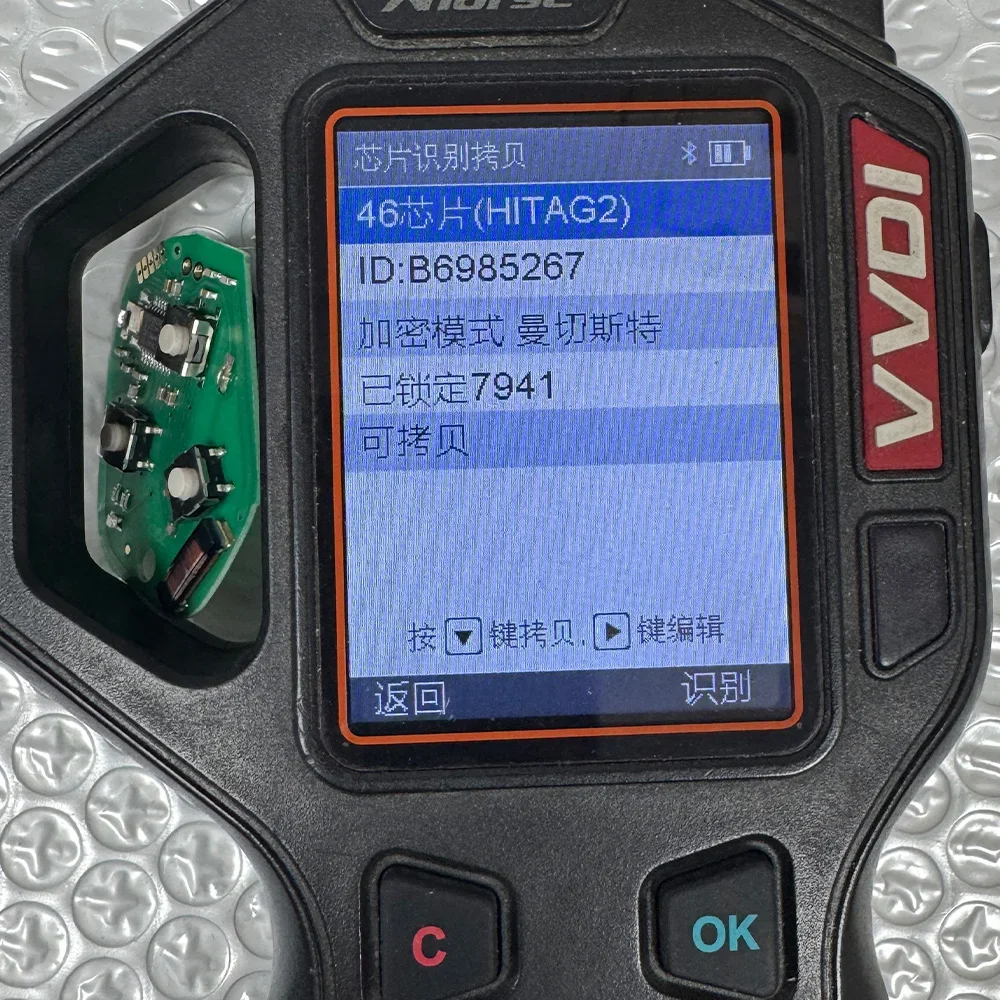 Xhorse
芯片识别拷贝
46芯片(HITAG2)
ID:B6985267
加密模式 曼切斯特
已锁定7941
可拷贝
按▼键拷贝,▶键编辑
返回 识别
VVDI
C OK